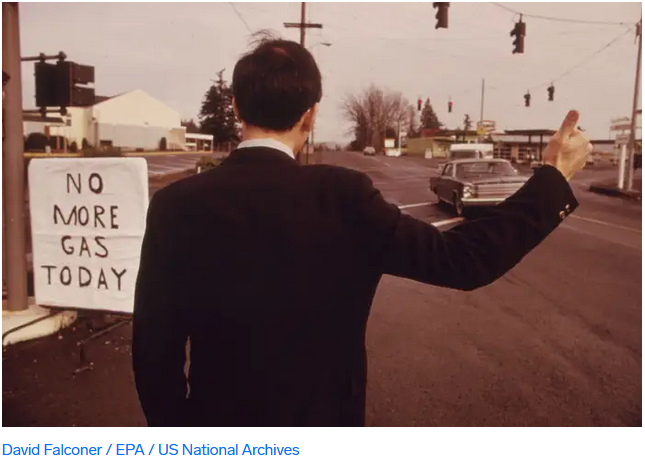 NO
MORE
GAS
TODAY
David Falconer / EPA / US National Archives